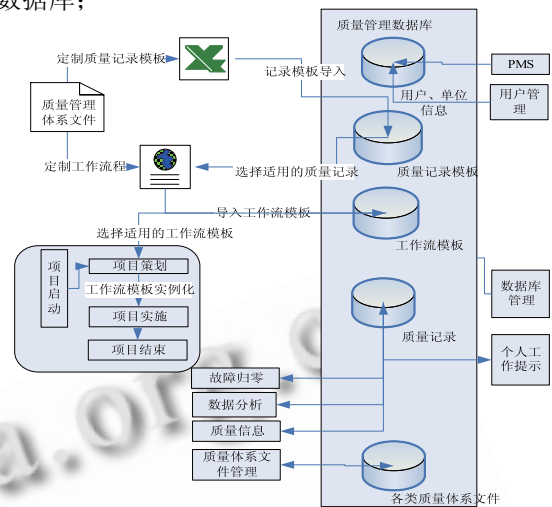 数据库；
质量管理数据库
定制质量记录模板
记录模板导入
PMS
用户、单位
信息
用户管
理
质量管理
体系文件
定制工作流程
选择适用的质量记录
质量记录模板
导入工作流模板
选择适用的工作流模板
工作流模板
项目启动
项目策划
工作流模板实例化
项目实施
项目结束
数据库
管理
质量记录
个人工
作提示
故障归零
数据分析
质量信息
质量体系文
件管理
各类质量体系文件
a.org.c